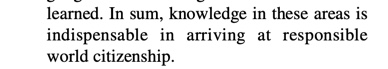 learned. In sum, knowledge in these areas is
indispensable in arriving at responsible
world citizenship.